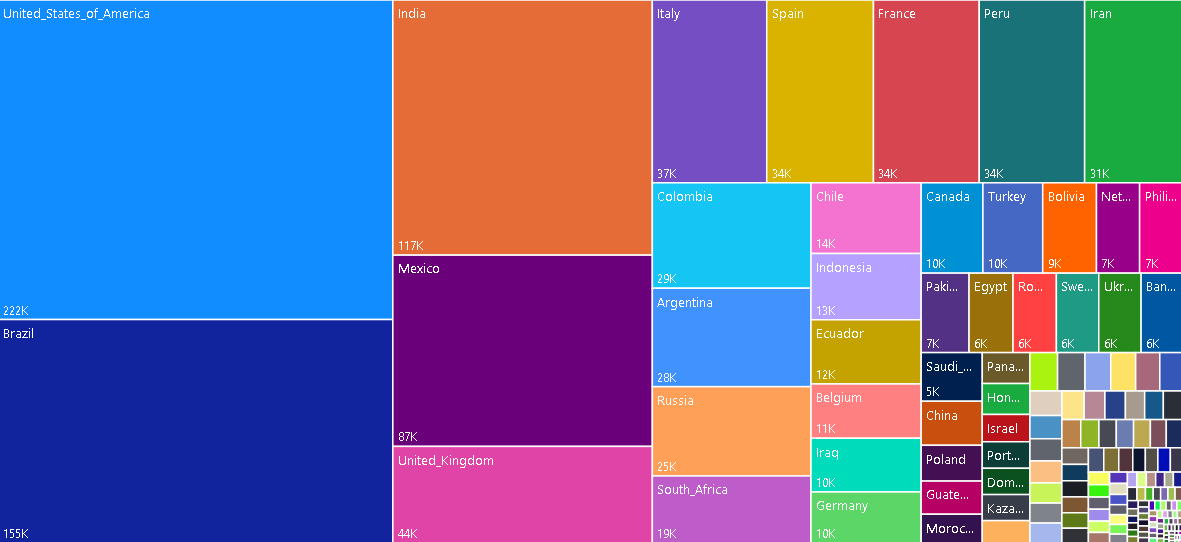 United_States_of_America
222K
Brazil
155K
India
117K
Mexico
87K
United_Kingdom
44K
Italy
37K
Spain
34K
France
34K
Peru
34K
Iran
31K
Colombia
29K
Argentina
28K
Russia
25K
South_Africa
19K
Chile
14K
Indonesia
13K
Ecuador
12K
Belgium
11K
Iraq
10K
Germany
10K
Canada
10K
Turkey
10K
Bolivia
9K
Net...
7K
Phili...
7K
Paki...
7K
Egypt
6K
Ro...
6K
Swe...
6K
Ukr...
6K
Ban...
6K
Saudi_...
5K
China
Poland
Guate...
Moroc...
Pana...
Hon...
Israel
Port...
Dom...
Kaza...